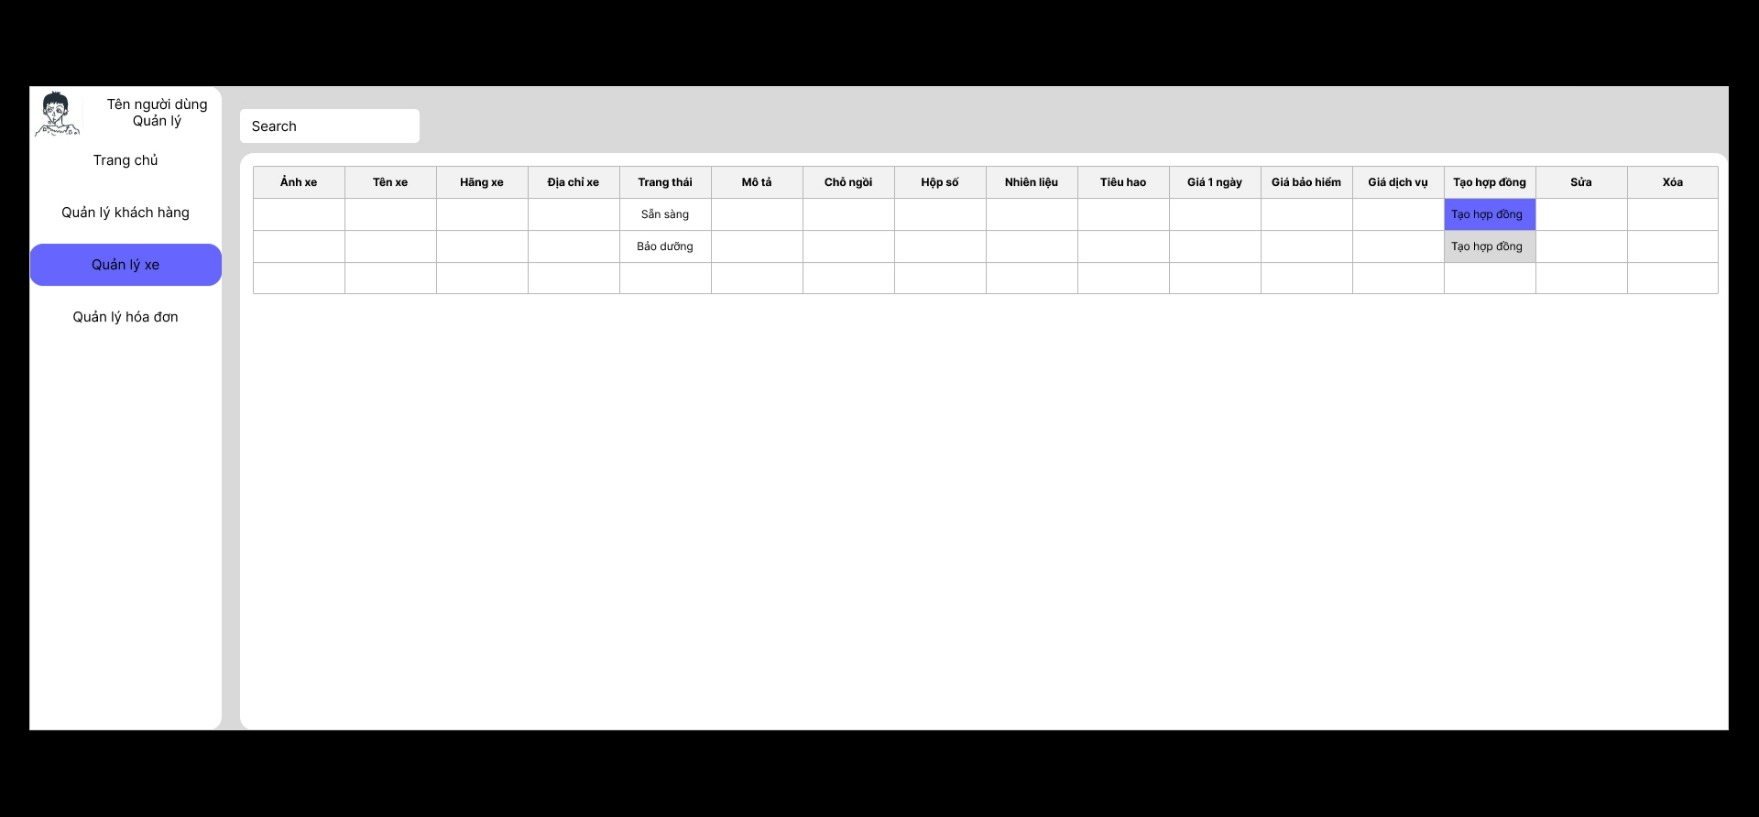 Tên người dùng
Quản lý
Trang chủ
Quản lý khách hàng
Quản lý xe
Quản lý hóa đơn
Search
Ảnh xe Tên xe Hãng xe Địa chỉ xe Trang thái Mô tả Chỗ ngồi Hộp số Nhiên liệu Tiêu hao Giá 1 ngày Giá bảo hiểm Giá dịch vụ Tạo hợp đồng Sửa Xóa
Sẵn sàng Tạo hợp đồng
Bảo dưỡng Tạo hợp đồng